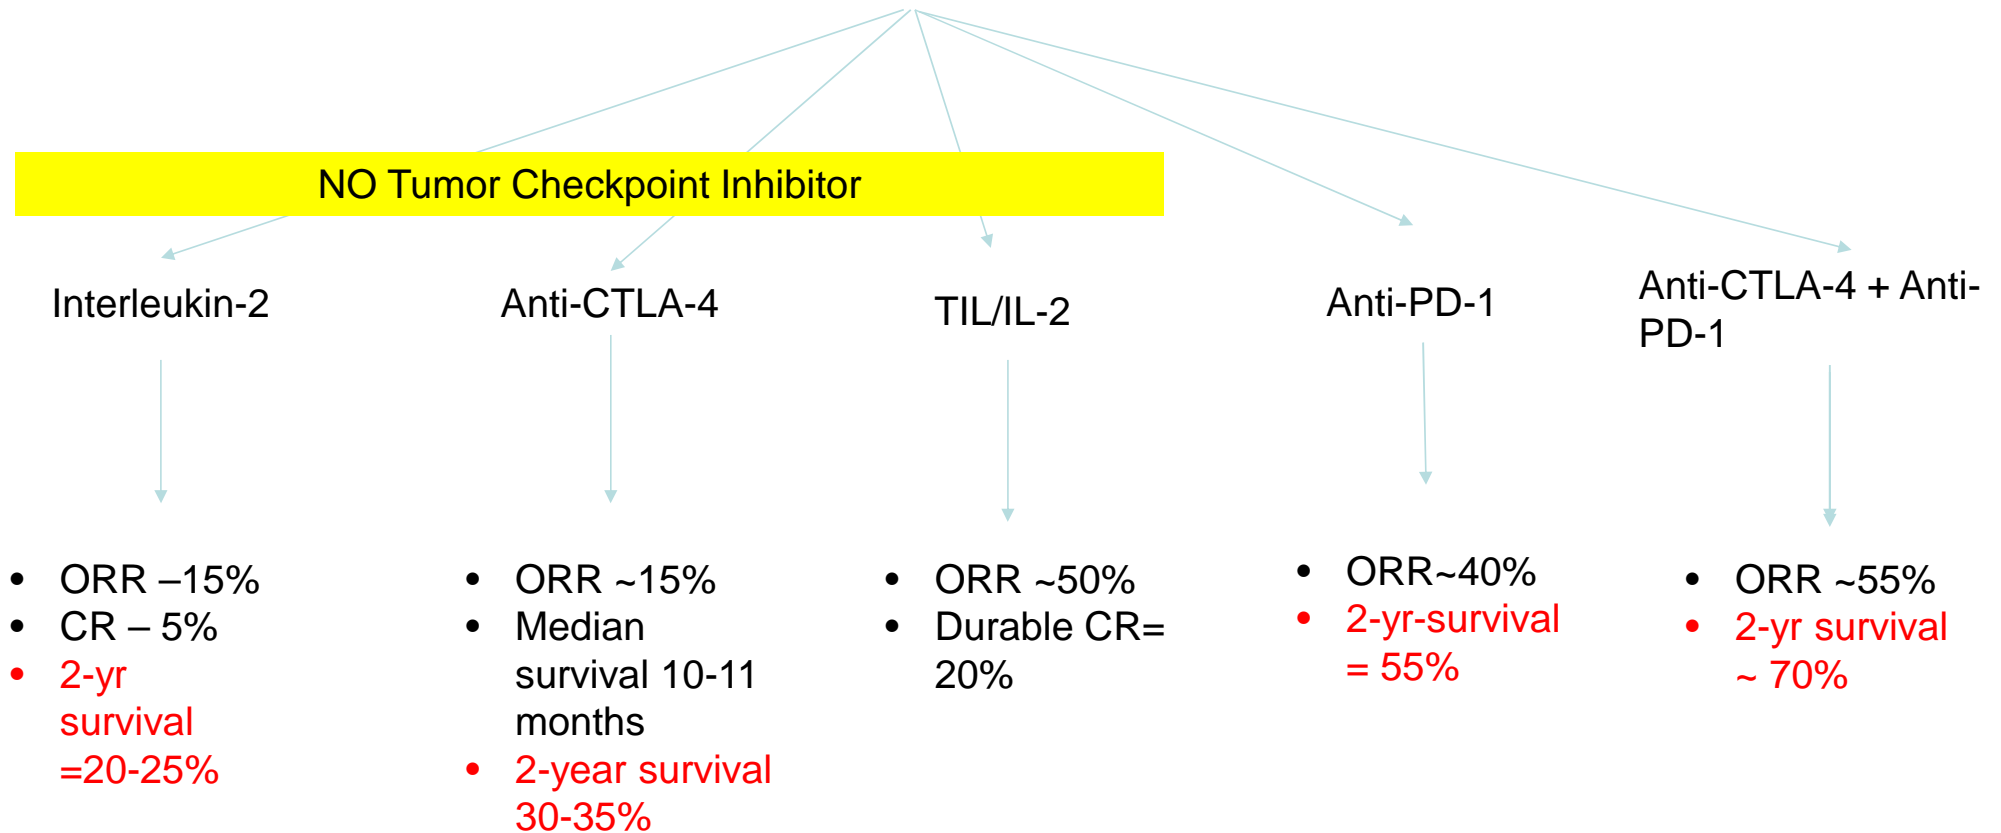 NO Tumor Checkpoint Inhibitor
Interleukin-2
Anti-CTLA-4
TIL/IL-2
Anti-PD-1
Anti-CTLA-4 + Anti-
PD-1
• ORR –15%
• CR – 5%
• 2-yr
survival
=20-25%
• ORR ~15%
• Median
survival 10-11
months
• 2-year survival
30-35%
• ORR ~50%
• Durable CR=
20%
• ORR~40%
• 2-yr-survival
= 55%
• ORR ~55%
• 2-yr survival
~ 70%